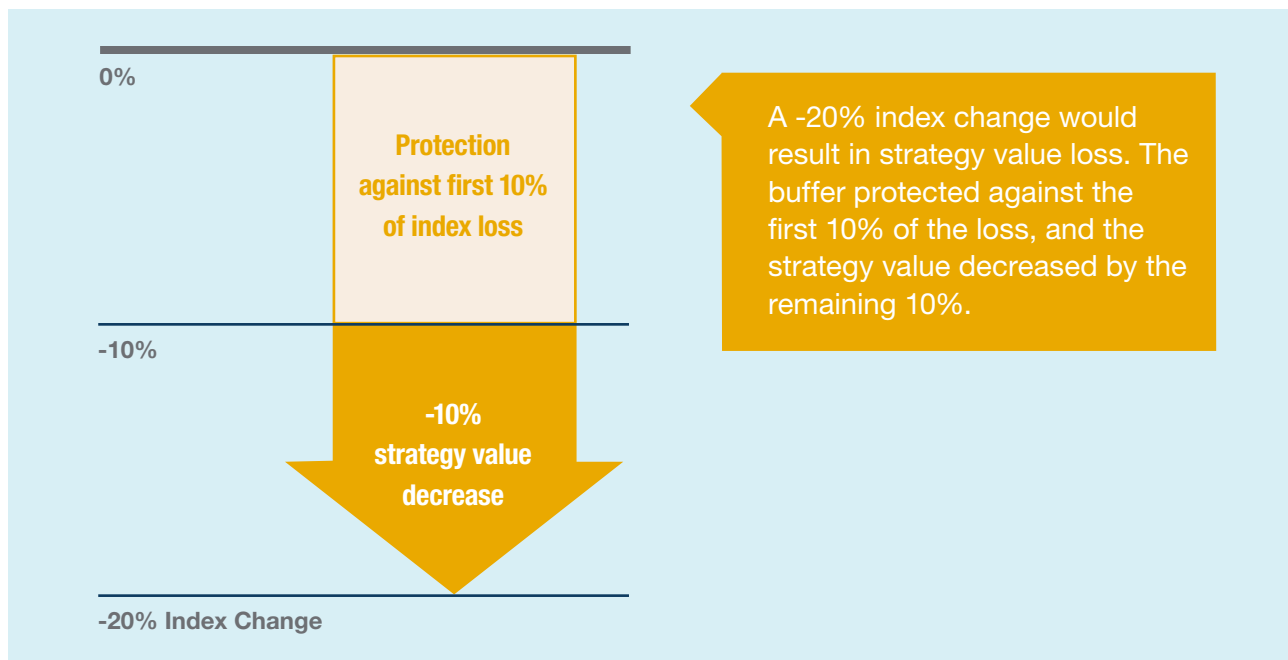 0%
Protection
against first 10%
of index loss
-10%
-10%
strategy value
decrease
-20% Index Change
A -20% index change would
result in strategy value loss. The
buffer protected against the
first 10% of the loss, and the
strategy value decreased by the
remaining 10%.